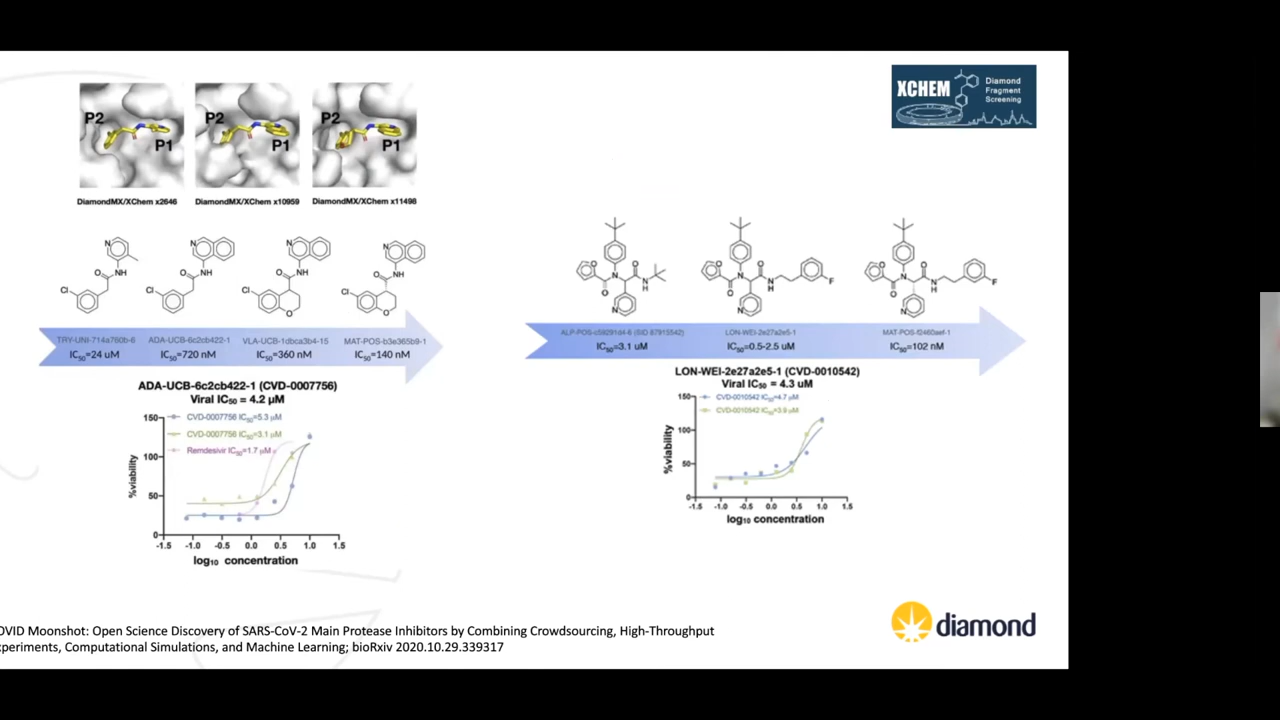 XCHEM
Diamond
Fragment
Screening
P2
P1
P2
P1
P2
P1
DiamondMX/XChem x2646
DiamondMX/XChem x10959
DiamondMX/XChem x11498
TRY-UNI-714a760b-6
IC50=24 uM
ADA-UCB-6c2cb422-1
IC50=720 nM
VLA-UCB-1dbca3b4-15
IC50=360 nM
MAT-POS-b3e365b9-1
IC50=140 nM
ADA-UCB-6c2cb422-1 (CVD-0007756)
Viral IC50 = 4.2 µM
CVD-0007756 IC50=5.3 µM
CVD-0007756 IC50=3.1 µM
Remdesivir IC50=1.7 µM
%viability
150
100
50
0
-1.5 -1.0 -0.5 0.0 0.5 1.0 1.5
log10 concentration
ALP-POS-c59291d4-6 (SID 87915542)
IC50=3.1 uM
LON-WEI-2e27a2e5-1
IC50=0.5-2.5 uM
MAT-POS-f2460aef-1
IC50=102 nM
LON-WEI-2e27a2e5-1 (CVD-0010542)
Viral IC50 = 4.3 uM
CVD-0010542 IC50=4.7 µM
CVD-0010542 IC50=3.9 µM
%viability
150
100
50
0
-1.5 -1.0 -0.5 0.0 0.5 1.0 1.5
log10 concentration
OVID Moonshot: Open Science Discovery of SARS-CoV-2 Main Protease Inhibitors by Combining Crowdsourcing, High-Throughput
xperiments, Computational Simulations, and Machine Learning; bioRxiv 2020.10.29.339317
diamond